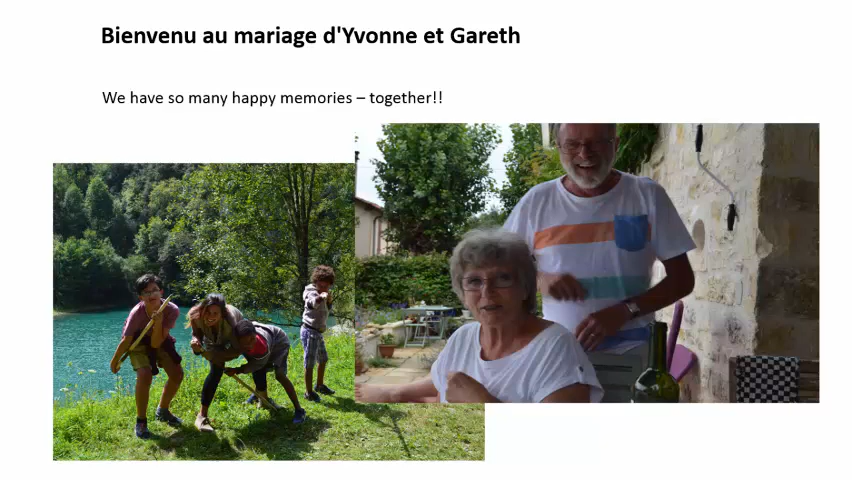 Bienvenu au mariage d'Yvonne et Gareth
We have so many happy memories – together!!